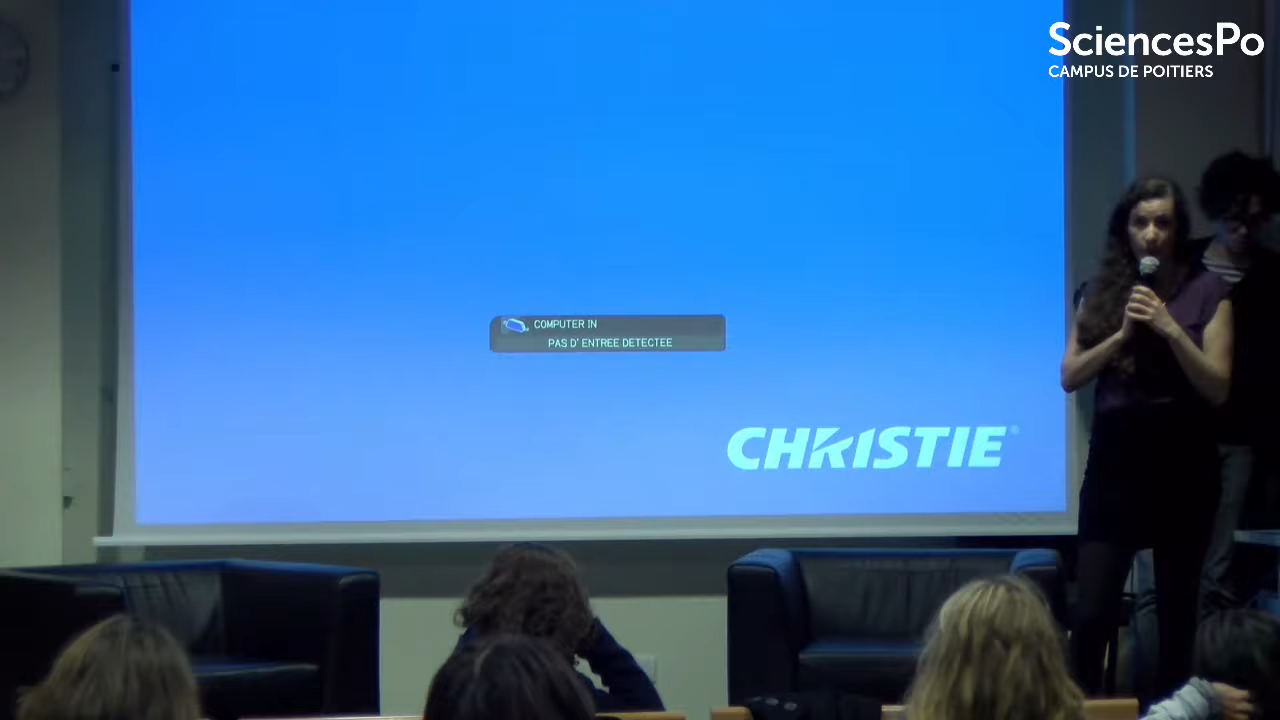 SciencesPo
CAMPUS DE POITIERS
COMPUTER IN
PAS D' ENTREE DETECTEE
CHRISTIE®